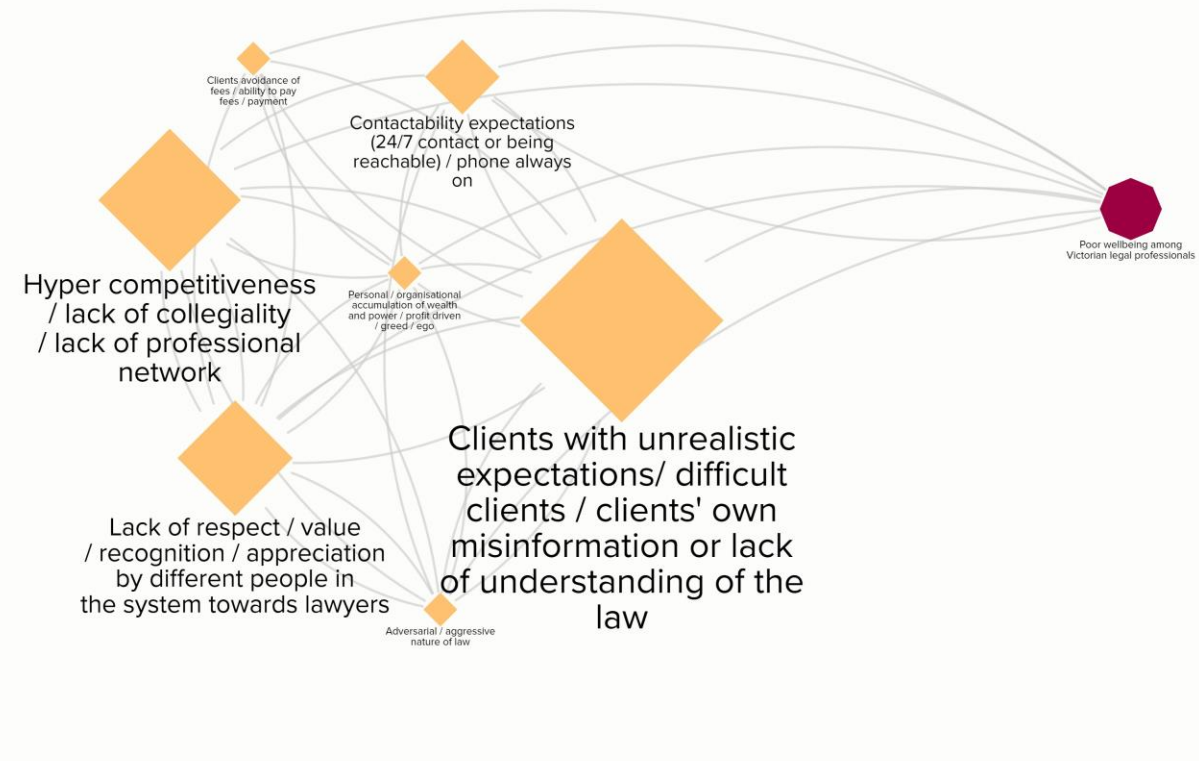 Clients avoidance of
fees / ability to pay
fees / payment
Contactability expectations
(24/7 contact or being
reachable) / phone always
on
Poor wellbeing among
Victorian legal professionals
Hyper competitiveness
/ lack of collegiality
/ lack of professional
network
Personal / organisational
accumulation of wealth
and power / profit driven
/ greed / ego
Clients with unrealistic
expectations/ difficult
clients / clients' own
misinformation or lack
of understanding of the
law
Lack of respect / value
/ recognition / appreciation
by different people in
the system towards lawyers
Adversarial / aggressive
nature of law